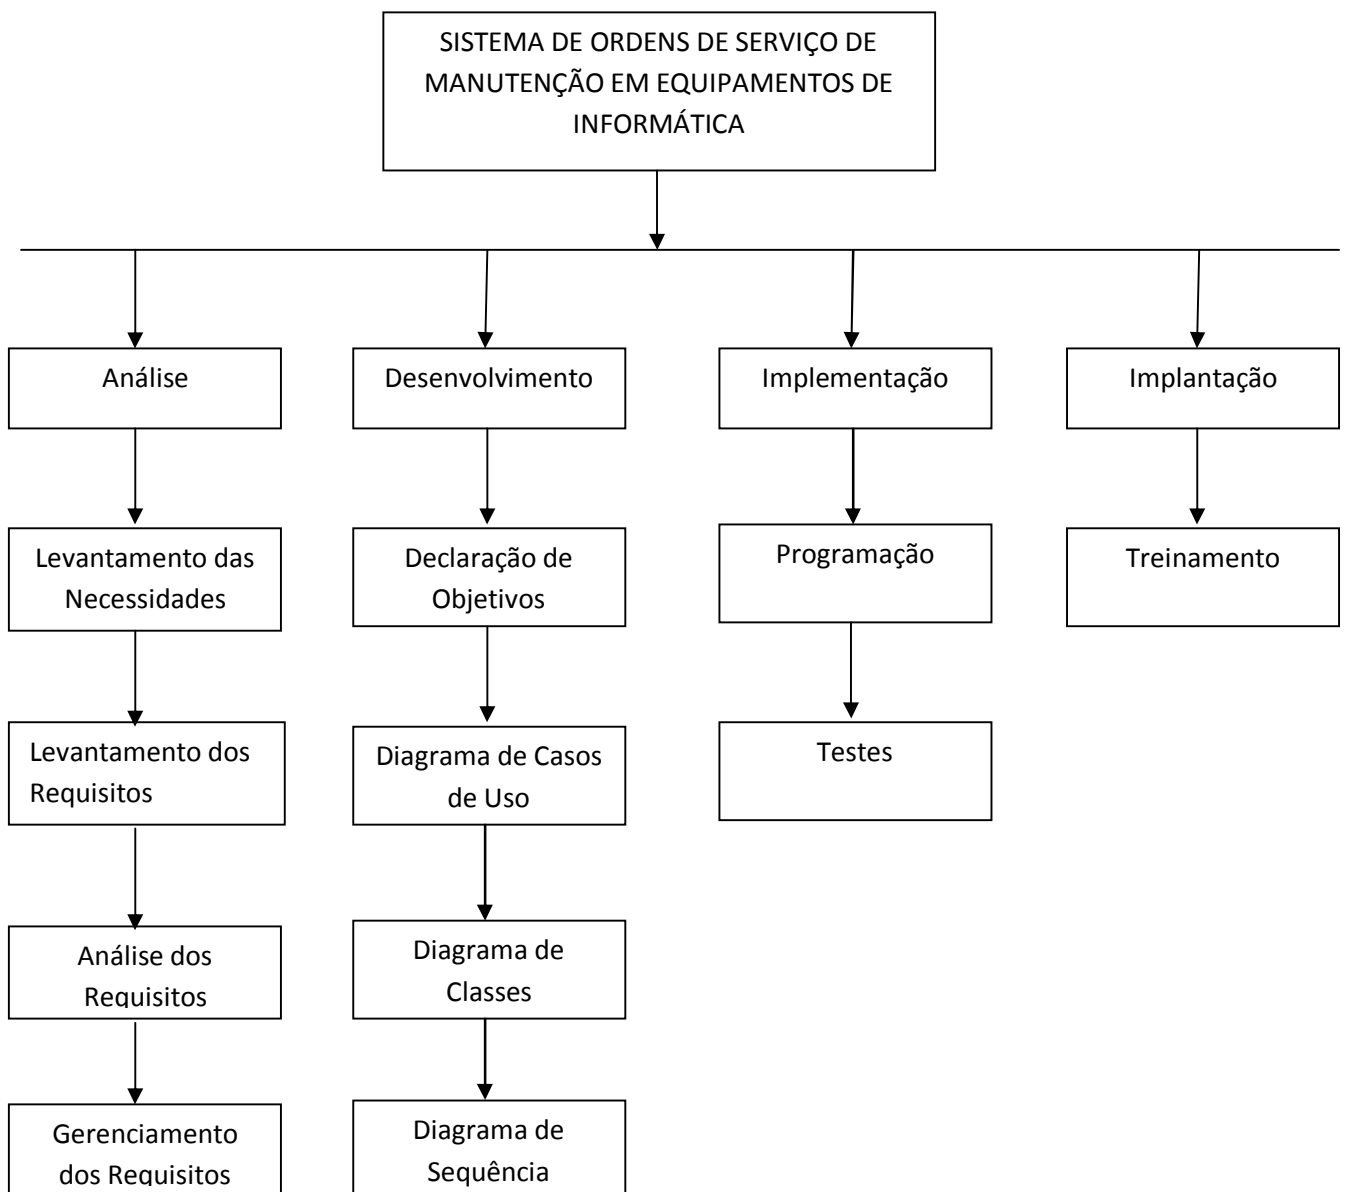 SISTEMA DE ORDENS DE SERVIÇO DE
MANUTENÇÃO EM EQUIPAMENTOS DE
INFORMÁTICA
Análise
Desenvolvimento
Implementação
Implantação
Levantamento das
Necessidades
Declaração de
Objetivos
Programação
Treinamento
Levantamento dos
Requisitos
Diagrama de Casos
de Uso
Testes
Análise dos
Requisitos
Diagrama de
Classes
Gerenciamento
dos Requisitos
Diagrama de
Sequência